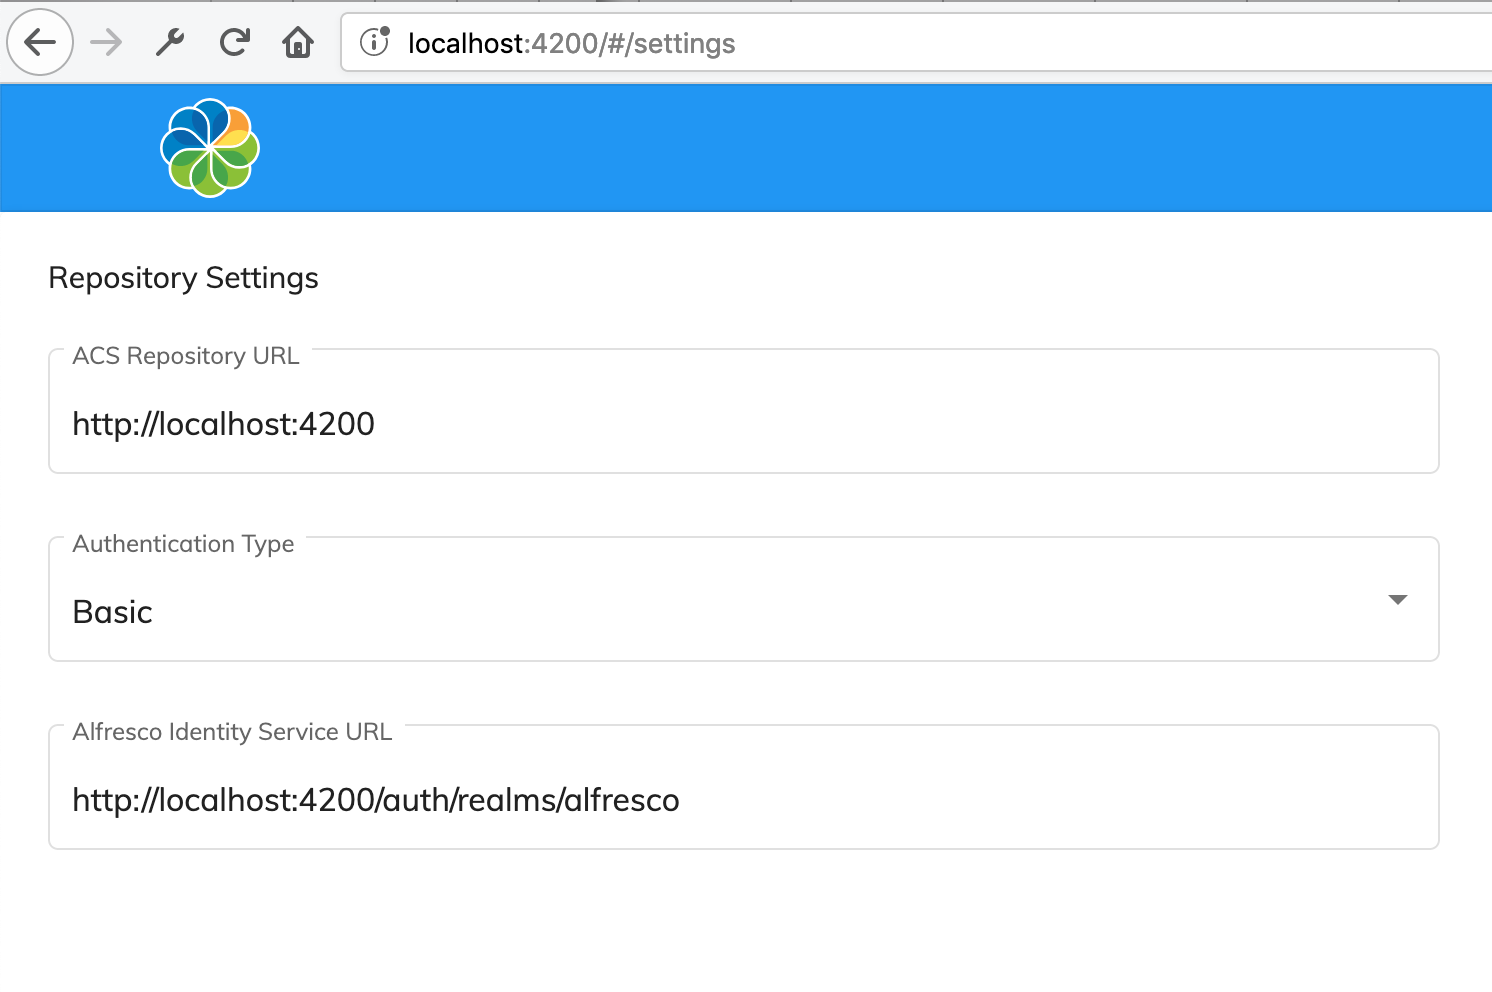 localhost:4200/#/settings
Repository Settings
ACS Repository URL
http://localhost:4200
Authentication Type
Basic
Alfresco Identity Service URL
http://localhost:4200/auth/realms/alfresco